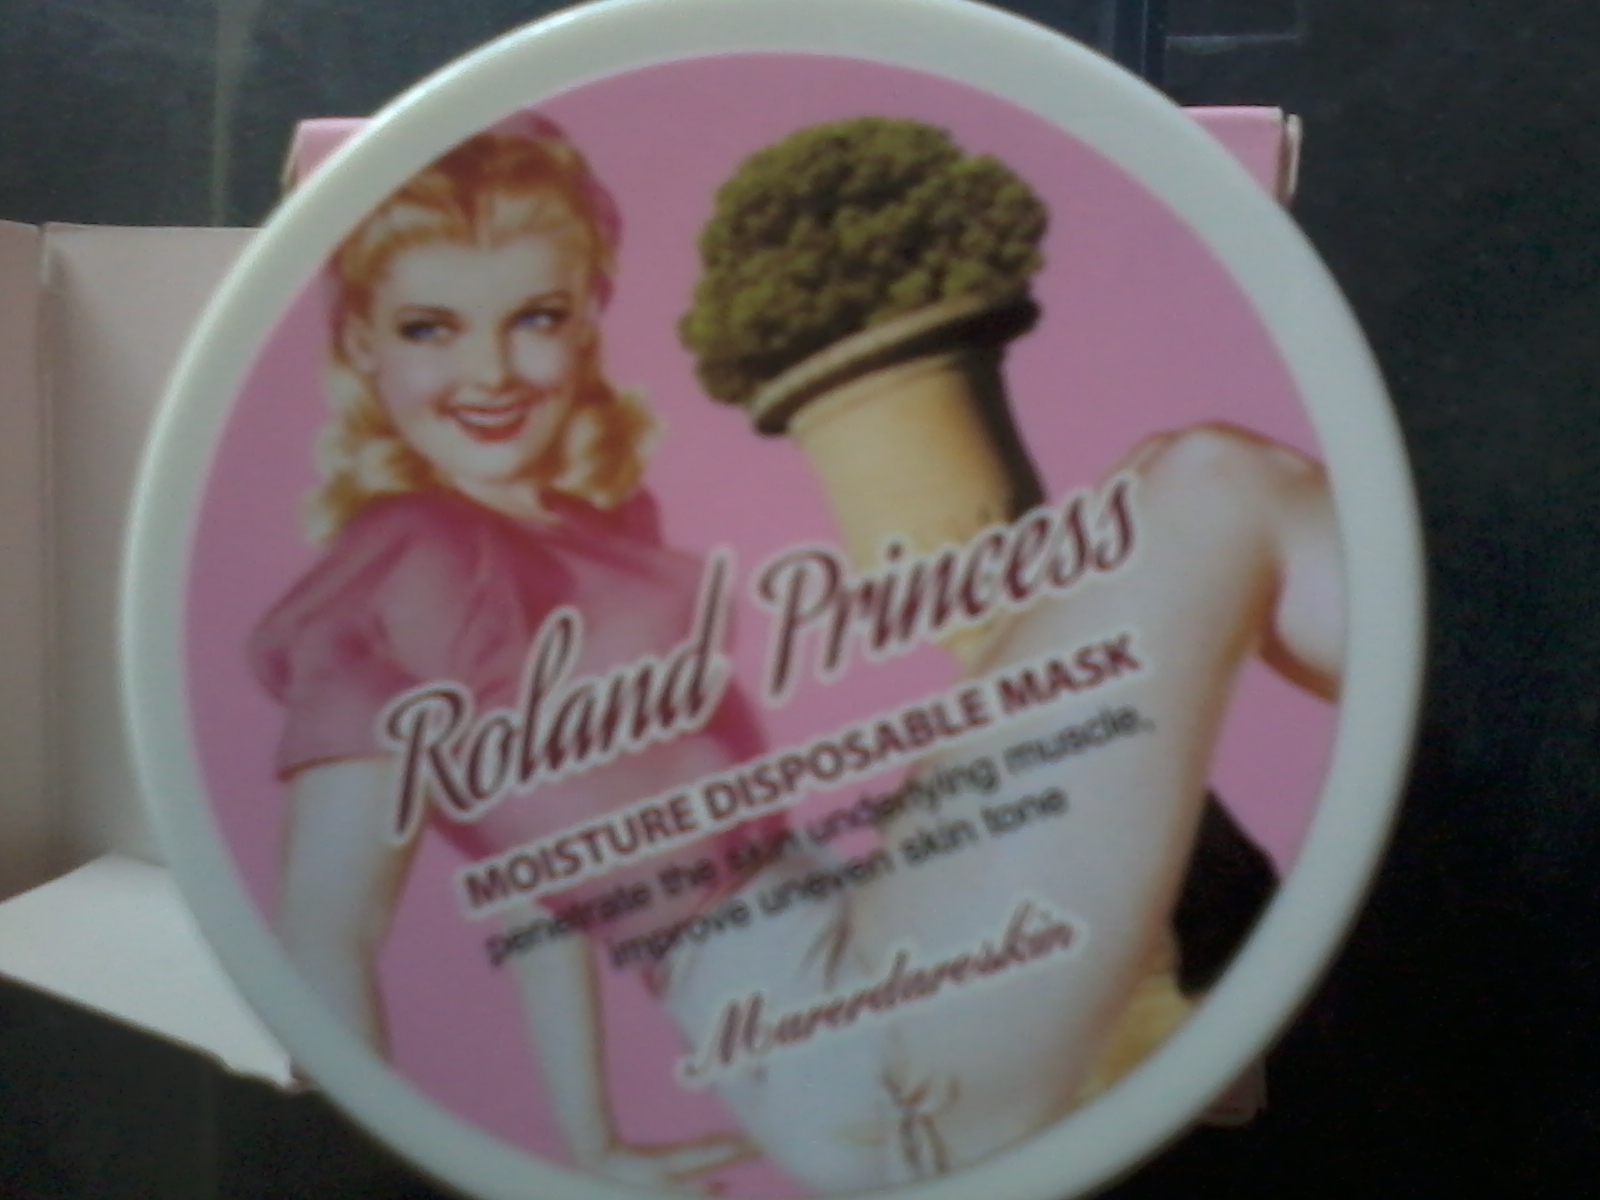 Roland Princess
MOISTURE DISPOSABLE MASK
penetrate the skin underlying muscle,
improve uneven skin tone
Marerdareskin